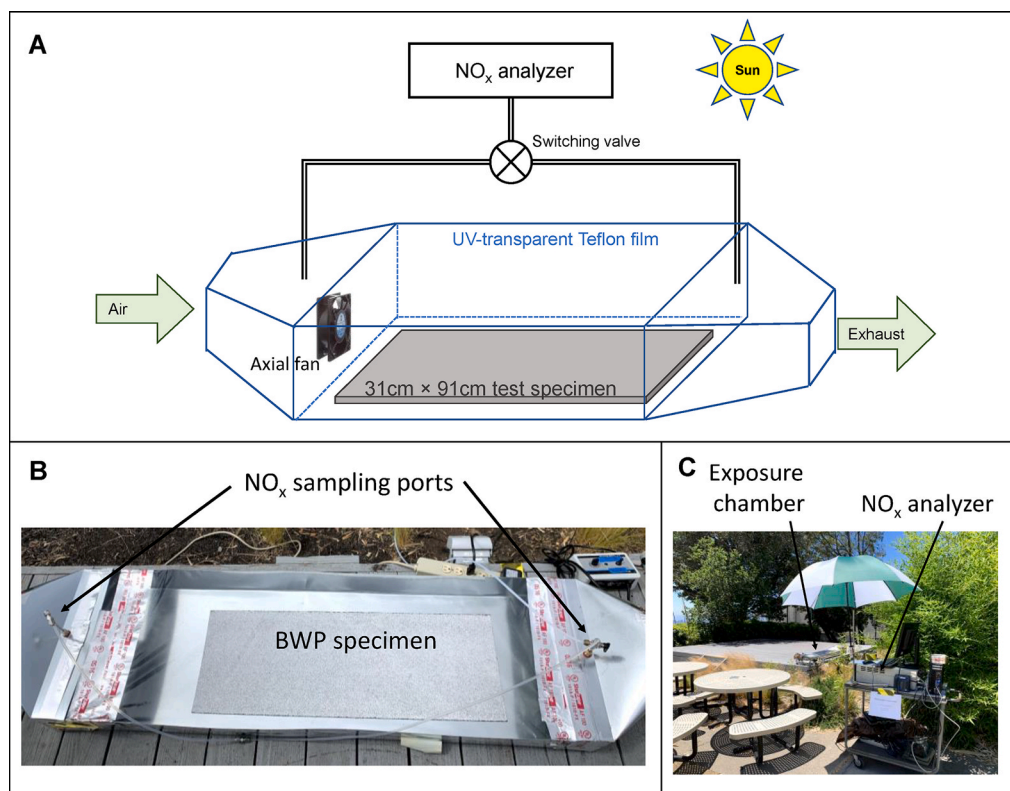 A
NOₓ analyzer
Sun
Switching valve
UV-transparent Teflon film
Air
Exhaust
Axial fan
31cm × 91cm test specimen
B
NOₓ sampling ports
BWP specimen
C
Exposure
chamber
NOₓ analyzer